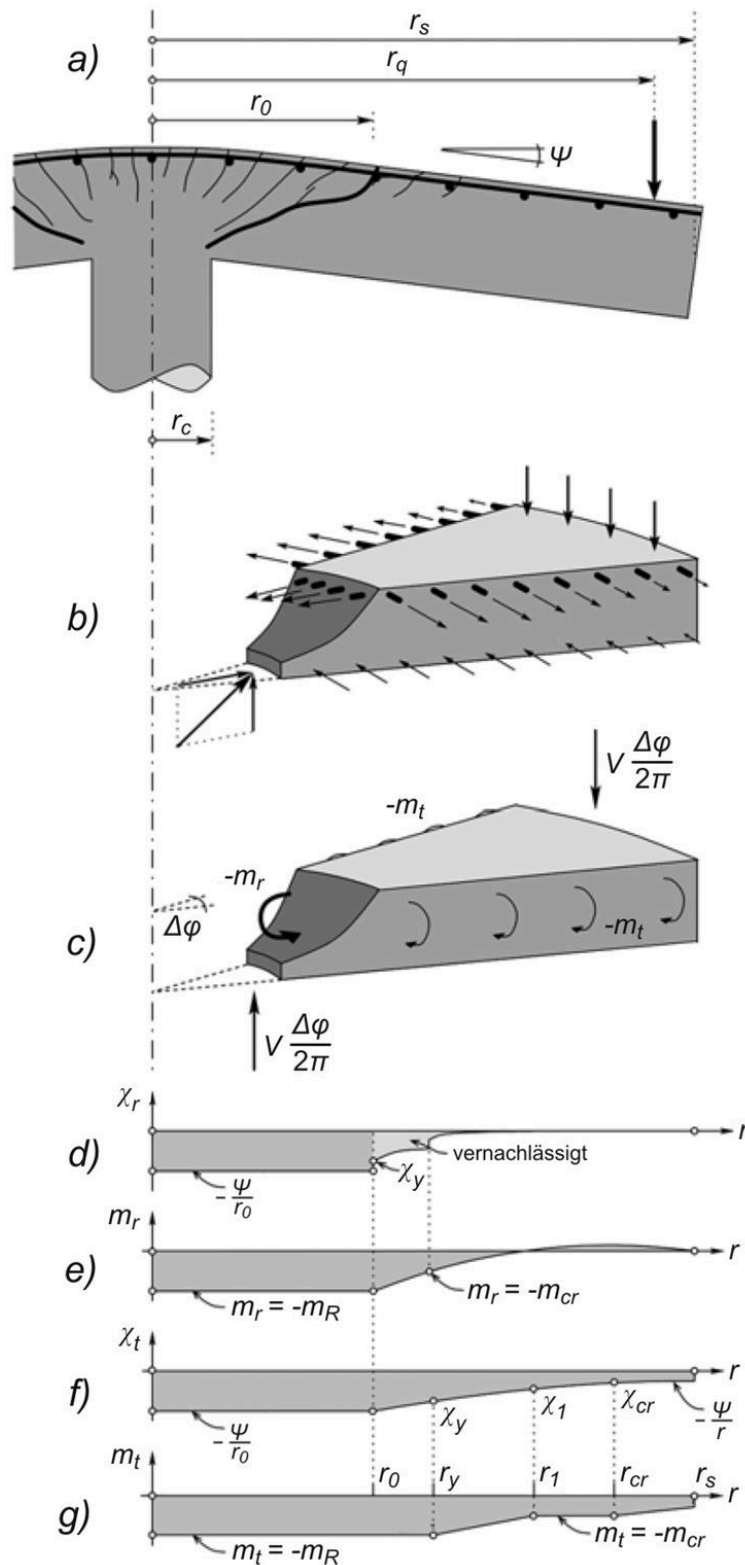 r_s
a)
r_q
r_0
ψ
r_c
b)
V Δφ/2π
-m_t
-m_r
Δφ
-m_t
c)
V Δφ/2π
χ_r
r
d)
vernachlässigt
χ_y
-ψ/r_0
m_r
r
e)
m_r = -m_R
m_r = -m_cr
χ_t
r
f)
χ_y
χ_1
χ_cr
-ψ/r
-ψ/r_0
m_t
r_0
r_y
r_1
r_cr
r_s
r
g)
m_t = -m_R
m_t = -m_cr